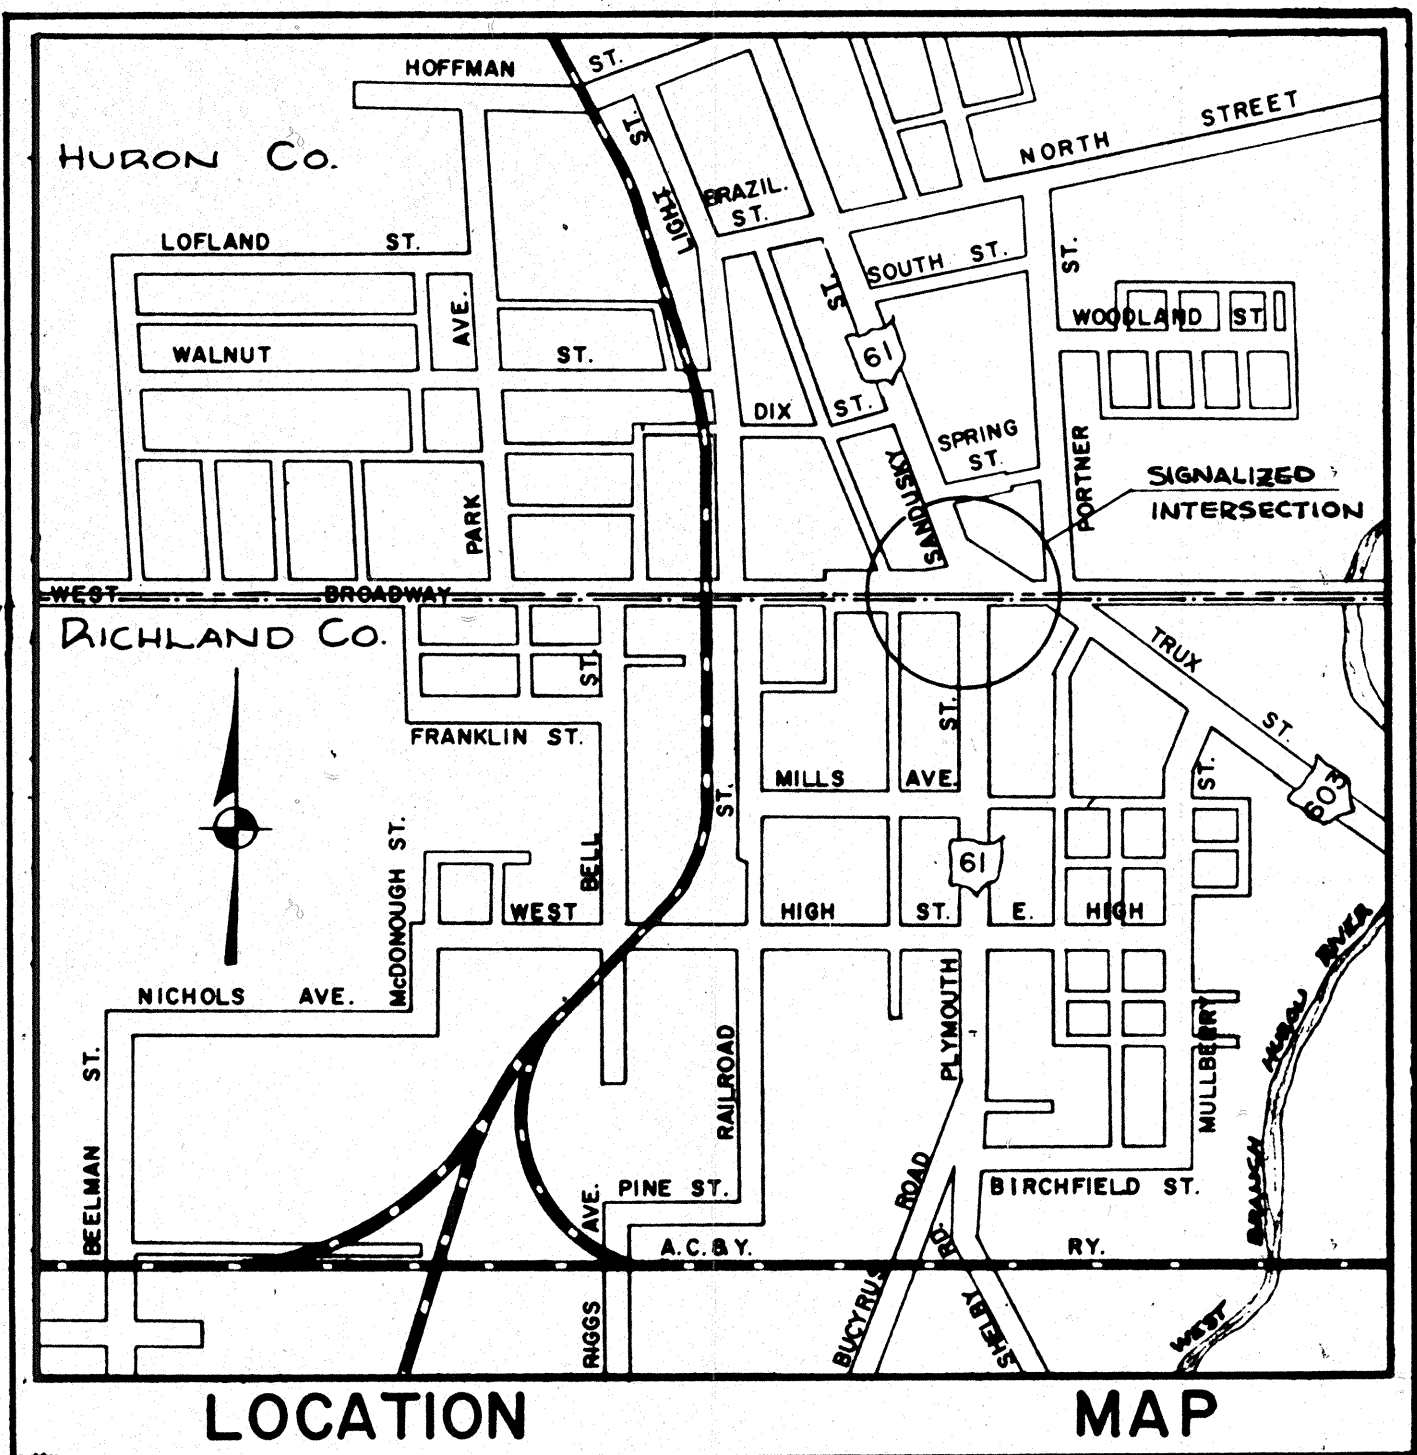 HOFFMAN ST.
HURON CO.
LIGHT ST.
BRAZIL.
ST.
NORTH STREET
LOFLAND ST.
SOUTH ST.
ST.
WOODLAND ST
WALNUT ST.
PARK AVE.
61
DIX ST.
SPRING
ST.
SANDUSKY ST.
PORTNER ST.
SIGNALIZED
INTERSECTION
WEST BROADWAY
RICHLAND CO.
TRUX ST.
603
FRANKLIN ST.
BELL ST.
MILLS AVE.
McDONOUGH ST.
61
WEST HIGH ST. E. HIGH
NICHOLS AVE.
RAILROAD ST.
PLYMOUTH ST.
MULLBERRY ST.
WEST BRANCH HURON RIVER
BEELMAN ST.
PINE ST.
BIRCHFIELD ST.
A.C.&Y. RY.
RIGGS AVE.
BUCYRUS ROAD
SHELBY RD.
LOCATION MAP